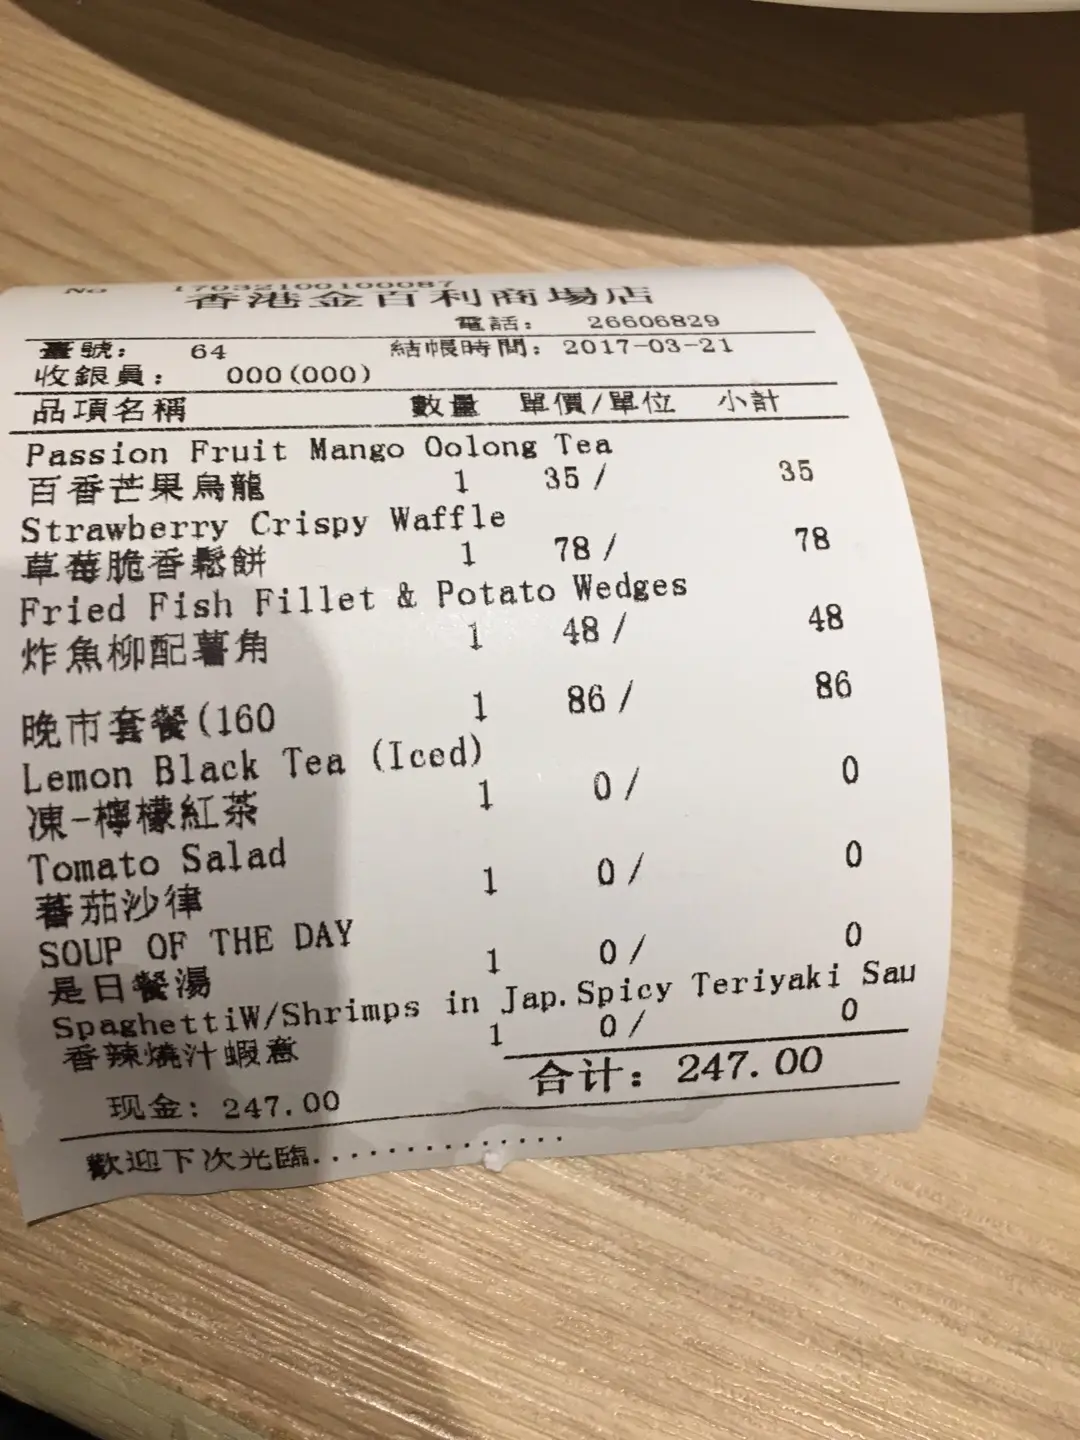 No 17032100100087
香港金百利商場店
電話: 26606829
臺號: 64 結帳時間: 2017-03-21
收銀員: 000(000)
品項名稱 數量 單價/單位 小計
Passion Fruit Mango Oolong Tea
百香芒果烏龍 1 35/ 35
Strawberry Crispy Waffle
草莓脆香鬆餅 1 78/ 78
Fried Fish Fillet & Potato Wedges
炸魚柳配薯角 1 48/ 48
晚市套餐(160 1 86/ 86
Lemon Black Tea (Iced)
凍-檸檬紅茶 1 0/ 0
Tomato Salad
蕃茄沙律 1 0/ 0
SOUP OF THE DAY
是日餐湯 1 0/ 0
SpaghettiW/Shrimps in Jap.Spicy Teriyaki Sau
香辣燒汁蝦意 1 0/ 0
合计: 247.00
现金: 247.00
歡迎下次光臨..............